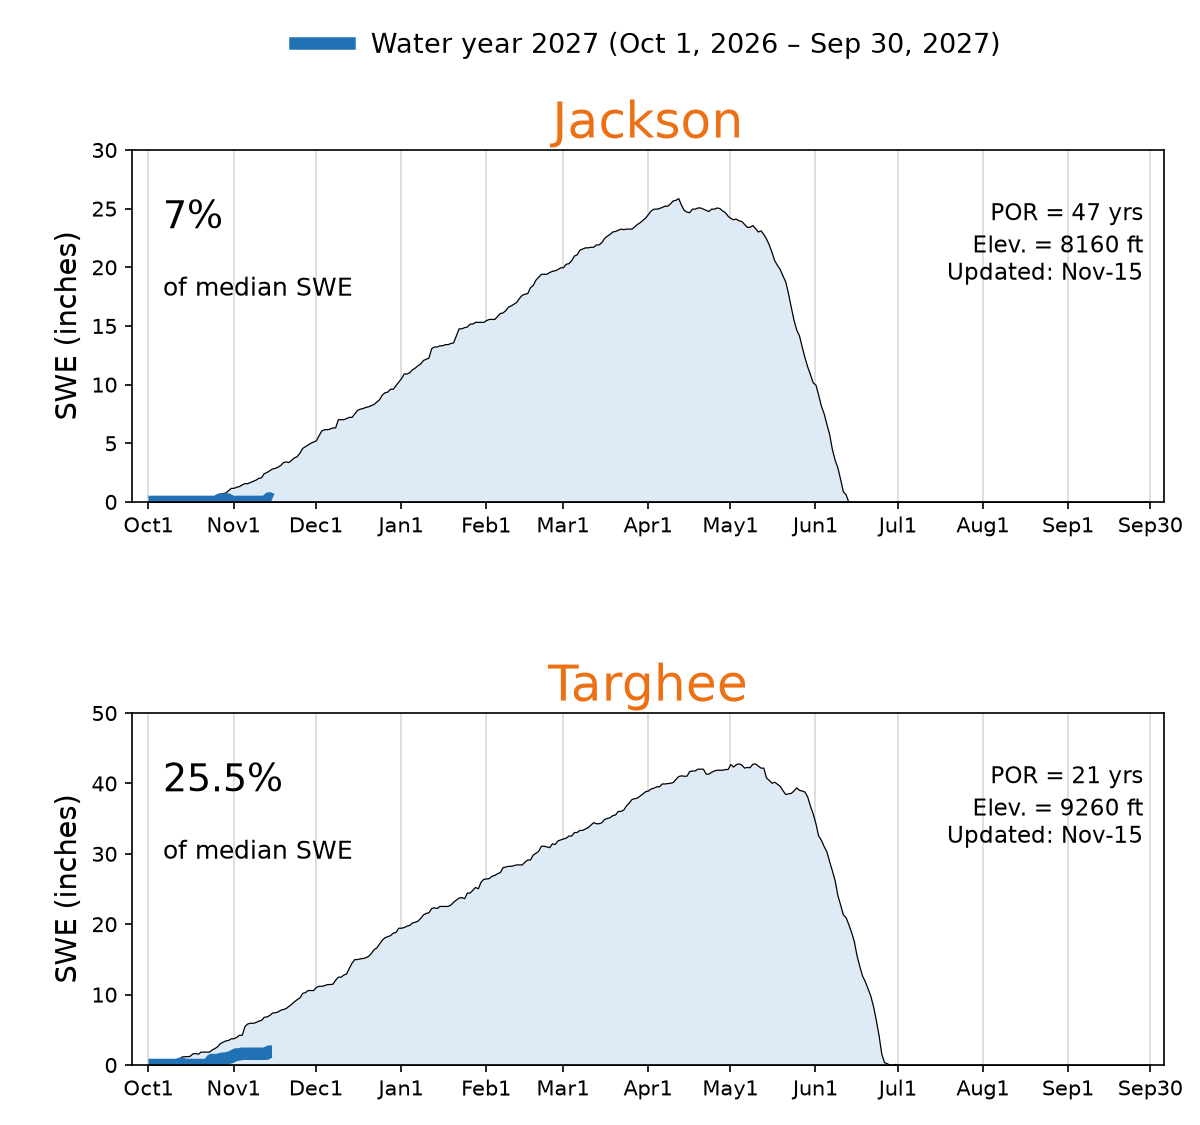 Water year 2027 (Oct 1, 2026 – Sep 30, 2027)
Jackson
30
25
20
15
10
5
0
SWE (inches)
7%
of median SWE
POR = 47 yrs
Elev. = 8160 ft
Updated: Nov-15
Oct1 Nov1 Dec1 Jan1 Feb1 Mar1 Apr1 May1 Jun1 Jul1 Aug1 Sep1 Sep30
Targhee
50
40
30
20
10
0
SWE (inches)
25.5%
of median SWE
POR = 21 yrs
Elev. = 9260 ft
Updated: Nov-15
Oct1 Nov1 Dec1 Jan1 Feb1 Mar1 Apr1 May1 Jun1 Jul1 Aug1 Sep1 Sep30